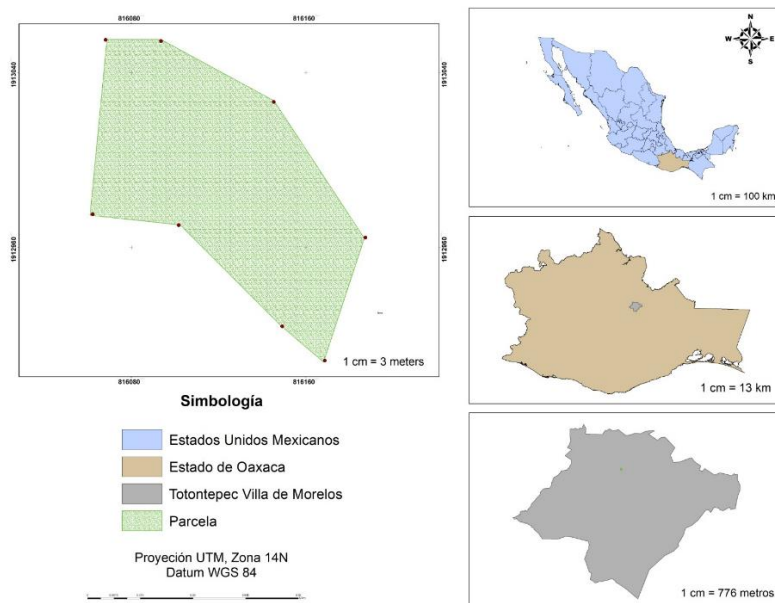 816080 816160
1913040 1913040
1912960 1912960
1 cm = 3 meters
816080 816160
Simbología
Estados Unidos Mexicanos
Estado de Oaxaca
Totontepec Villa de Morelos
Parcela
Proyeción UTM, Zona 14N
Datum WGS 84
N
W E
S
1 cm = 100 km
1 cm = 13 km
1 cm = 776 metros